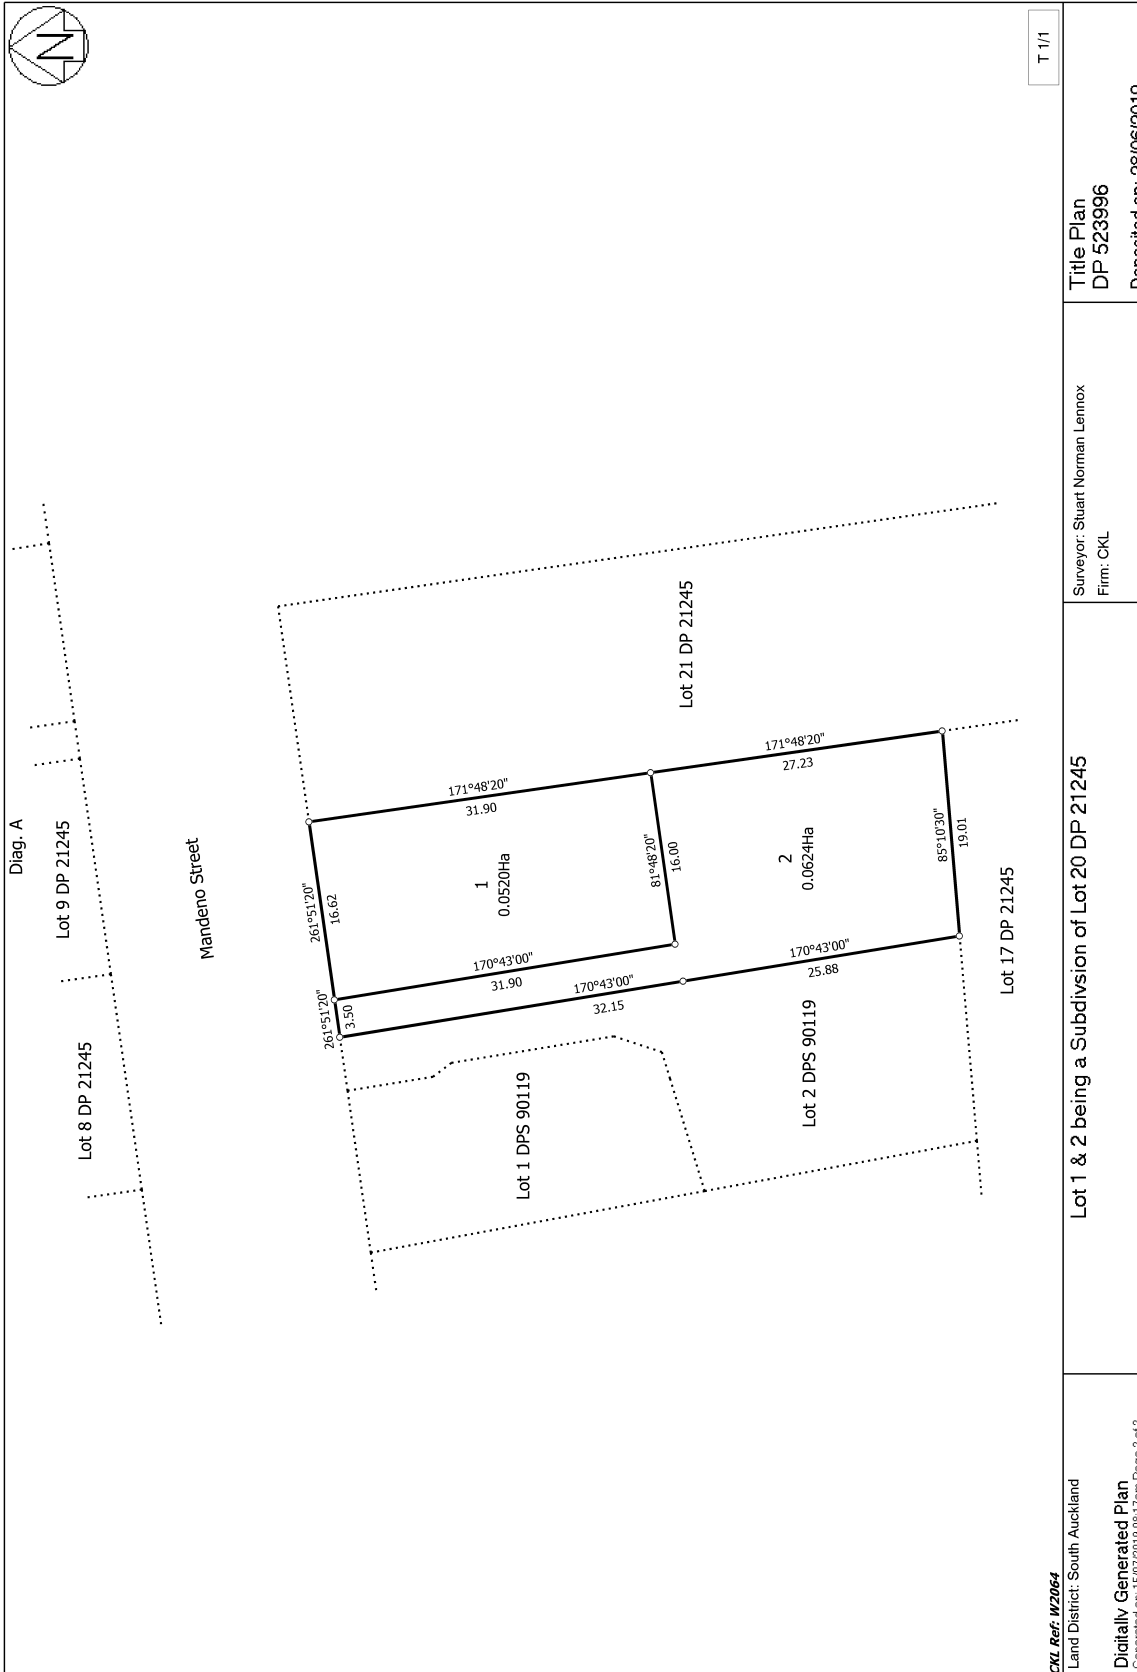 Diag. A
Lot 8 DP 21245
Lot 9 DP 21245
Mandeno Street
261°51'20"
3.50
261°51'20"
16.62
171°48'20"
31.90
1
0.0520Ha
170°43'00"
31.90
170°43'00"
32.15
Lot 1 DPS 90119
Lot 21 DP 21245
81°48'20"
16.00
171°48'20"
27.23
2
0.0624Ha
170°43'00"
25.88
Lot 2 DPS 90119
85°10'30"
19.01
Lot 17 DP 21245
N
T 1/1
CKL Ref: W2064
Land District: South Auckland
Digitally Generated Plan
Lot 1 & 2 being a Subdivsion of Lot 20 DP 21245
Surveyor: Stuart Norman Lennox
Firm: CKL
Title Plan
DP 523996
Deposited on: 28/06/2019